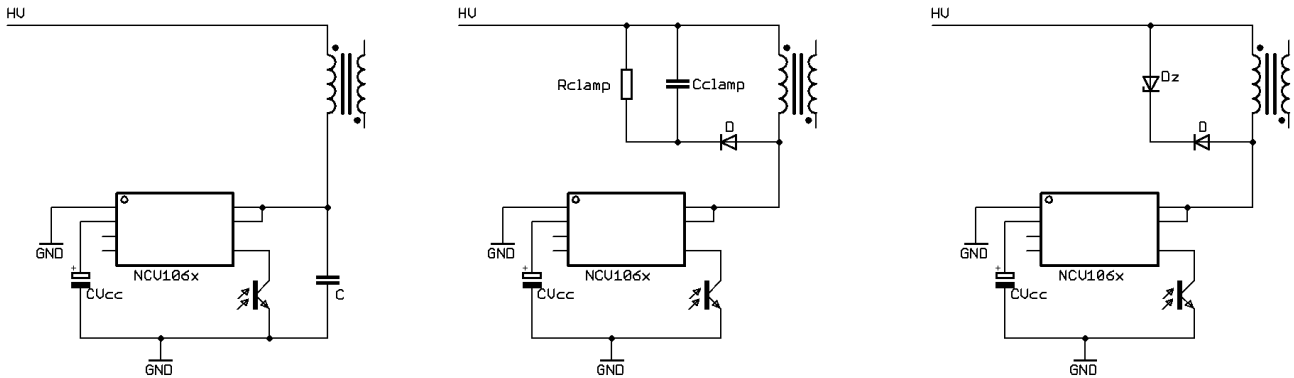 HV
GND
CVcc
NCV106x
C
GND
HV
Rclamp
Cclamp
D
GND
CVcc
NCV106x
GND
HV
Dz
D
GND
CVcc
NCV106x
GND